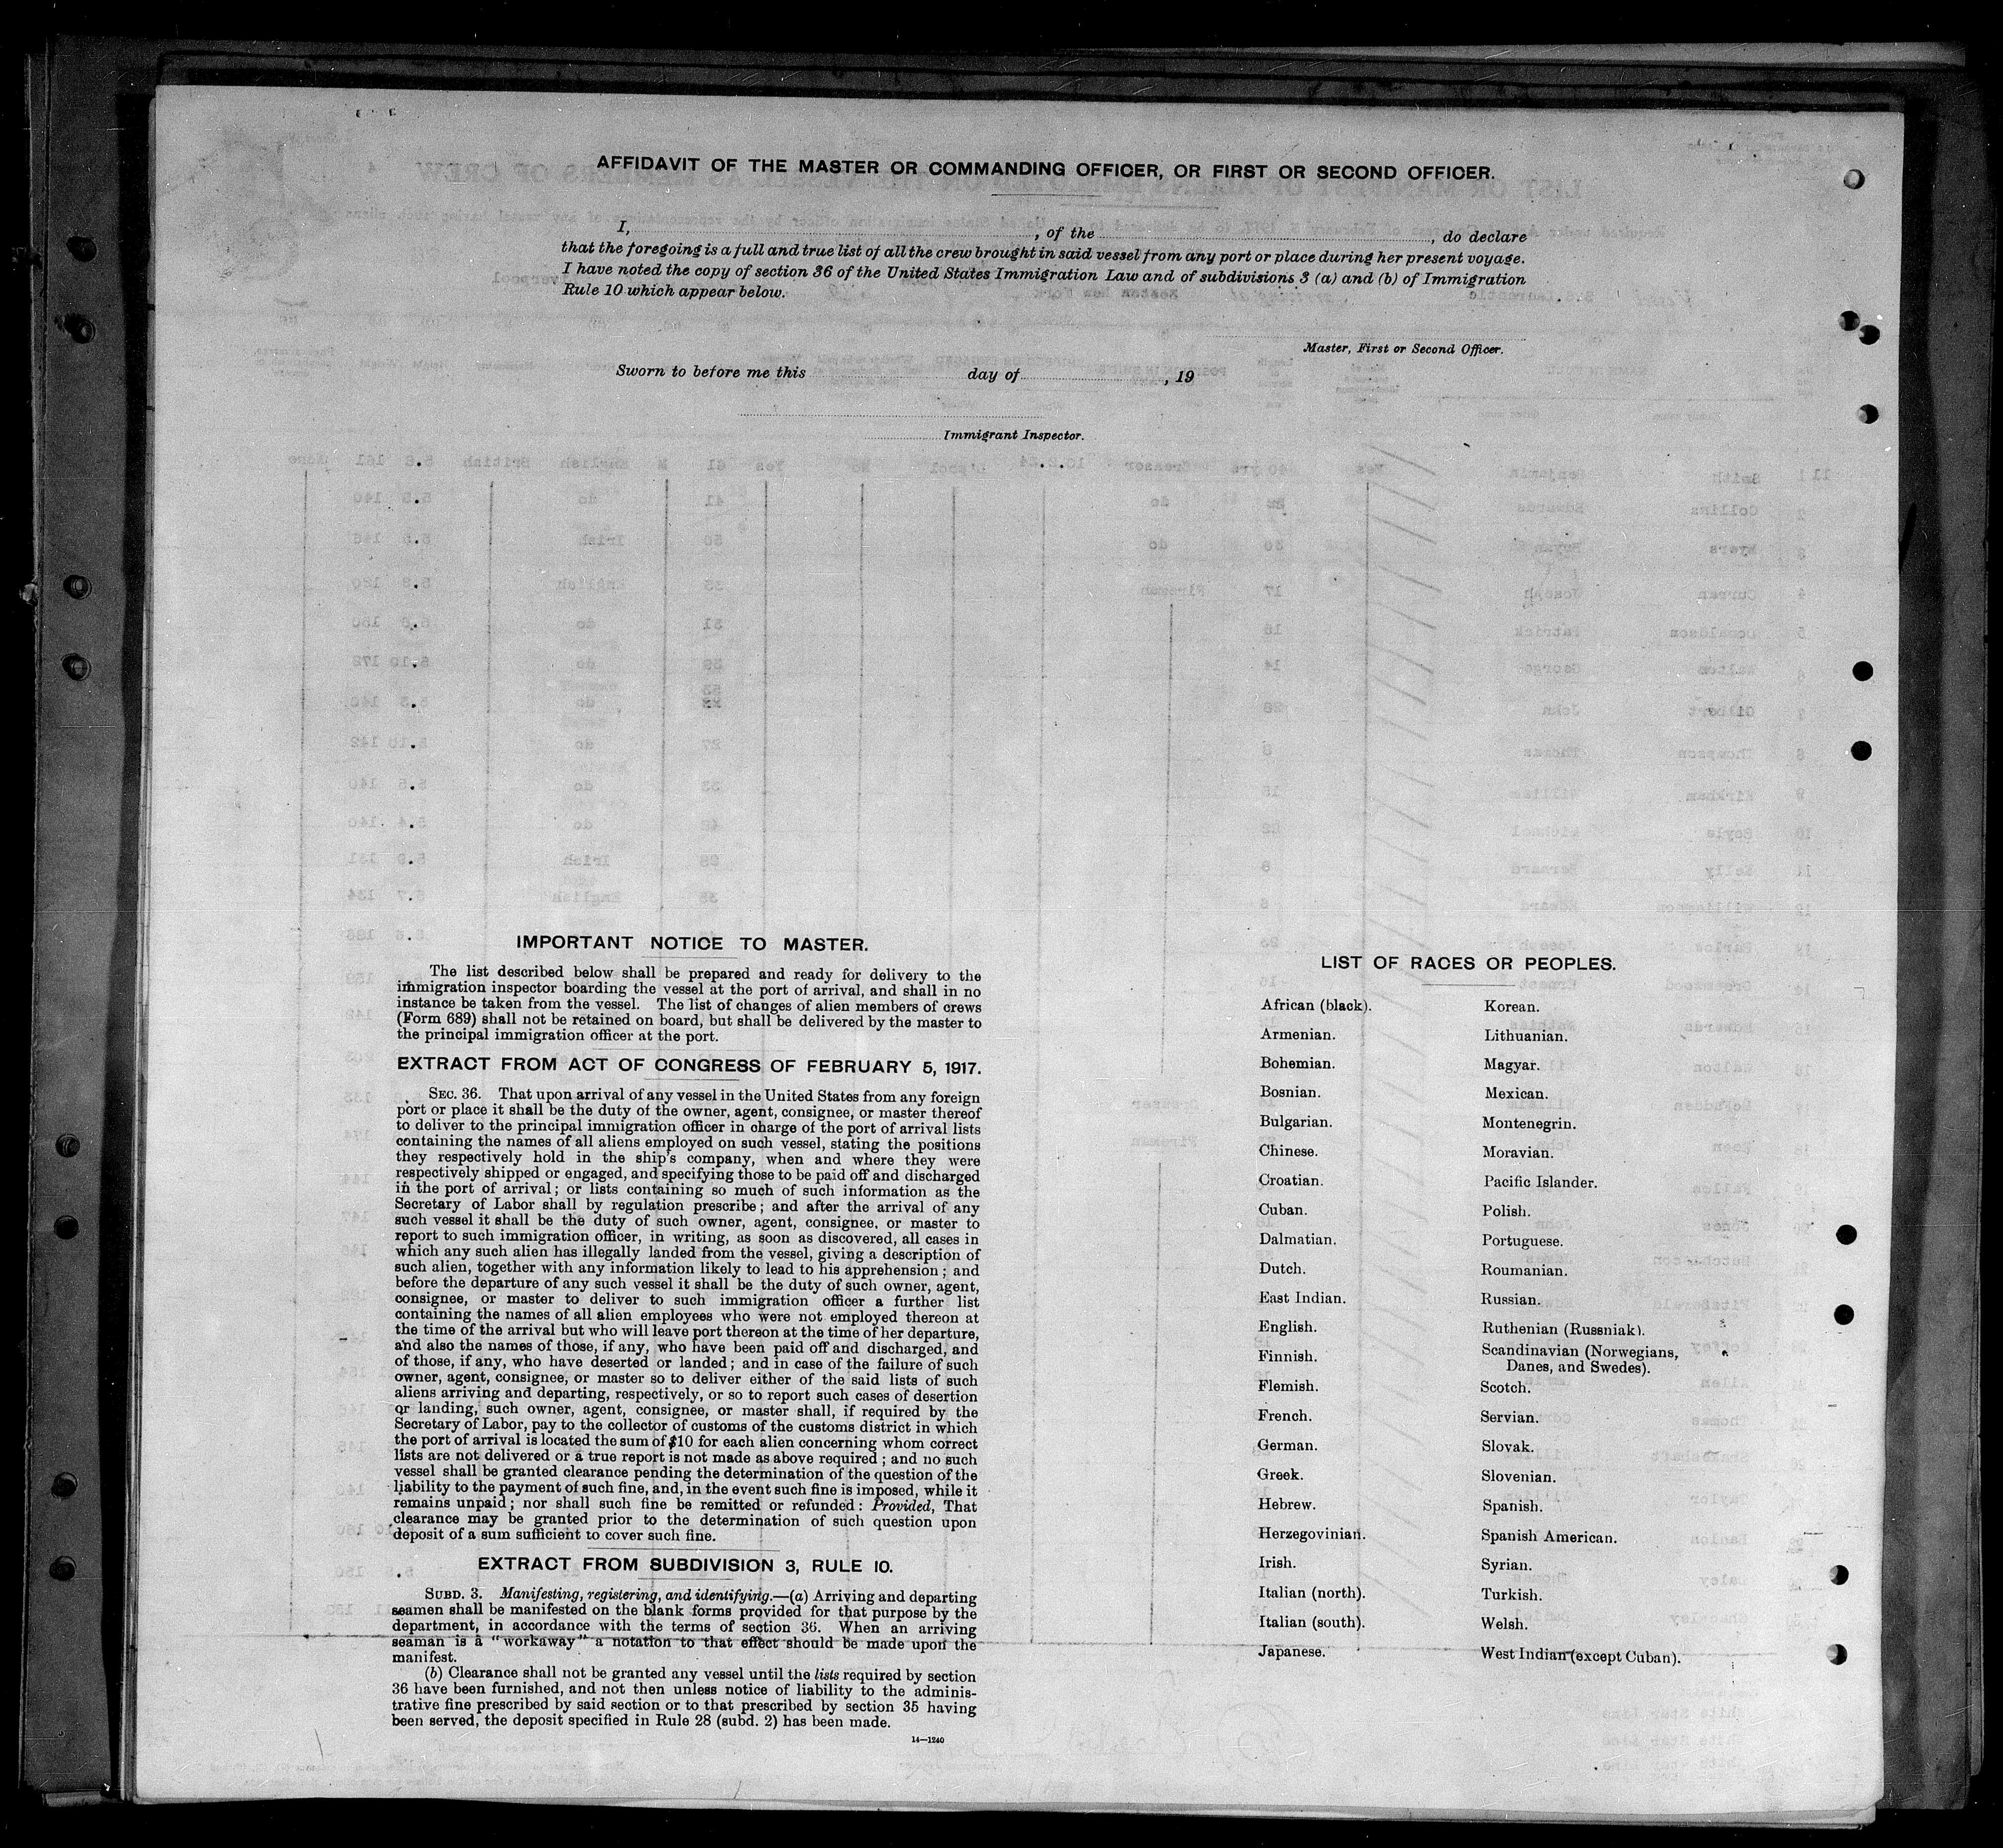 AFFIDAVIT OF THE MASTER OR COMMANDING OFFICER, OR FIRST OR SECOND OFFICER.
I, , of the , do declare
that the foregoing is a full and true list of all the crew brought in said vessel from any port or place during her present voyage.
I have noted the copy of section 36 of the United States Immigration Law and of subdivisions 3 (a) and (b) of Immigration
Rule 10 which appear below.
Master, First or Second Officer.
Sworn to before me this day of , 19
Immigrant Inspector.
IMPORTANT NOTICE TO MASTER.
The list described below shall be prepared and ready for delivery to the
immigration inspector boarding the vessel at the port of arrival, and shall in no
instance be taken from the vessel. The list of changes of alien members of crews
(Form 689) shall not be retained on board, but shall be delivered by the master to
the principal immigration officer at the port.
EXTRACT FROM ACT OF CONGRESS OF FEBRUARY 5, 1917.
SEC. 36. That upon arrival of any vessel in the United States from any foreign
port or place it shall be the duty of the owner, agent, consignee, or master thereof
to deliver to the principal immigration officer in charge of the port of arrival lists
containing the names of all aliens employed on such vessel, stating the positions
they respectively hold in the ship's company, when and where they were
respectively shipped or engaged, and specifying those to be paid off and discharged
in the port of arrival; or lists containing so much of such information as the
Secretary of Labor shall by regulation prescribe; and after the arrival of any
such vessel it shall be the duty of such owner, agent, consignee, or master to
report to such immigration officer, in writing, as soon as discovered, all cases in
which any such alien has illegally landed from the vessel, giving a description of
such alien, together with any information likely to lead to his apprehension; and
before the departure of any such vessel it shall be the duty of such owner, agent,
consignee, or master to deliver to such immigration officer a further list
containing the names of all alien employees who were not employed thereon at
the time of the arrival but who will leave port thereon at the time of her departure,
and also the names of those, if any, who have been paid off and discharged, and
of those, if any, who have deserted or landed; and in case of the failure of such
owner, agent, consignee, or master so to deliver either of the said lists of such
aliens arriving and departing, respectively, or so to report such cases of desertion
or landing, such owner, agent, consignee, or master shall, if required by the
Secretary of Labor, pay to the collector of customs of the customs district in which
the port of arrival is located the sum of $10 for each alien concerning whom correct
lists are not delivered or a true report is not made as above required; and no such
vessel shall be granted clearance pending the determination of the question of the
liability to the payment of such fine, and, in the event such fine is imposed, while it
remains unpaid; nor shall such fine be remitted or refunded: Provided, That
clearance may be granted prior to the determination of such question upon
deposit of a sum sufficient to cover such fine.
EXTRACT FROM SUBDIVISION 3, RULE 10.
SUBD. 3. Manifesting, registering, and identifying.—(a) Arriving and departing
seamen shall be manifested on the blank forms provided for that purpose by the
department, in accordance with the terms of section 36. When an arriving
seaman is a "workaway" a notation to that effect should be made upon the
manifest.
(b) Clearance shall not be granted any vessel until the lists required by section
36 have been furnished, and not then unless notice of liability to the adminis-
trative fine prescribed by said section or to that prescribed by section 35 having
been served, the deposit specified in Rule 28 (subd. 2) has been made.
14—1240
LIST OF RACES OR PEOPLES.
African (black).
Armenian.
Bohemian.
Bosnian.
Bulgarian.
Chinese.
Croatian.
Cuban.
Dalmatian.
Dutch.
East Indian.
English.
Finnish.
Flemish.
French.
German.
Greek.
Hebrew.
Herzegovinian.
Irish.
Italian (north).
Italian (south).
Japanese.
Korean.
Lithuanian.
Magyar.
Mexican.
Montenegrin.
Moravian.
Pacific Islander.
Polish.
Portuguese.
Roumanian.
Russian.
Ruthenian (Russniak).
Scandinavian (Norwegians,
Danes, and Swedes).
Scotch.
Servian.
Slovak.
Slovenian.
Spanish.
Spanish American.
Syrian.
Turkish.
Welsh.
West Indian (except Cuban).